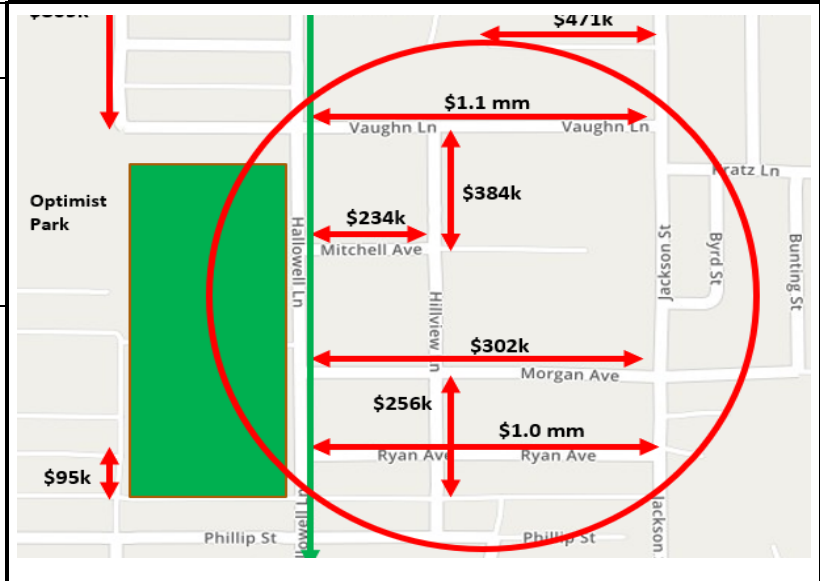 $471k
$1.1 mm
Vaughn Ln
Vaughn Ln
Pratz Ln
$384k
Optimist
Park
$234k
Mitchell Ave
Hallowell Ln
Jackson St
Byrd St
Bunting St
Hillview Ln
$302k
Morgan Ave
$256k
$1.0 mm
Ryan Ave
Ryan Ave
$95k
Jackson
Phillip St
Phillip St